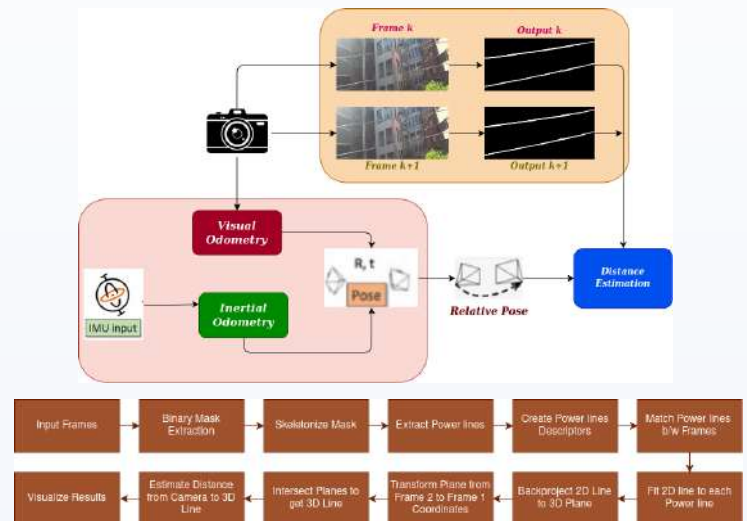 Frame k
Output k
Frame k+1
Output k+1
Visual
Odometry
R, t
Pose
IMU input
Inertial
Odometry
Relative Pose
Distance
Estimation
Input Frames
Binary Mask
Extraction
Skeletonize Mask
Extract Power lines
Create Power lines
Descriptors
Match Power lines
b/w Frames
Visualize Results
Estimate Distance
from Camera to 3D
Line
Intersect Planes to
get 3D Line
Transform Plane from
Frame 2 to Frame 1
Coordinates
Backproject 2D Line
to 3D Plane
Fit 2D line to each
Power line